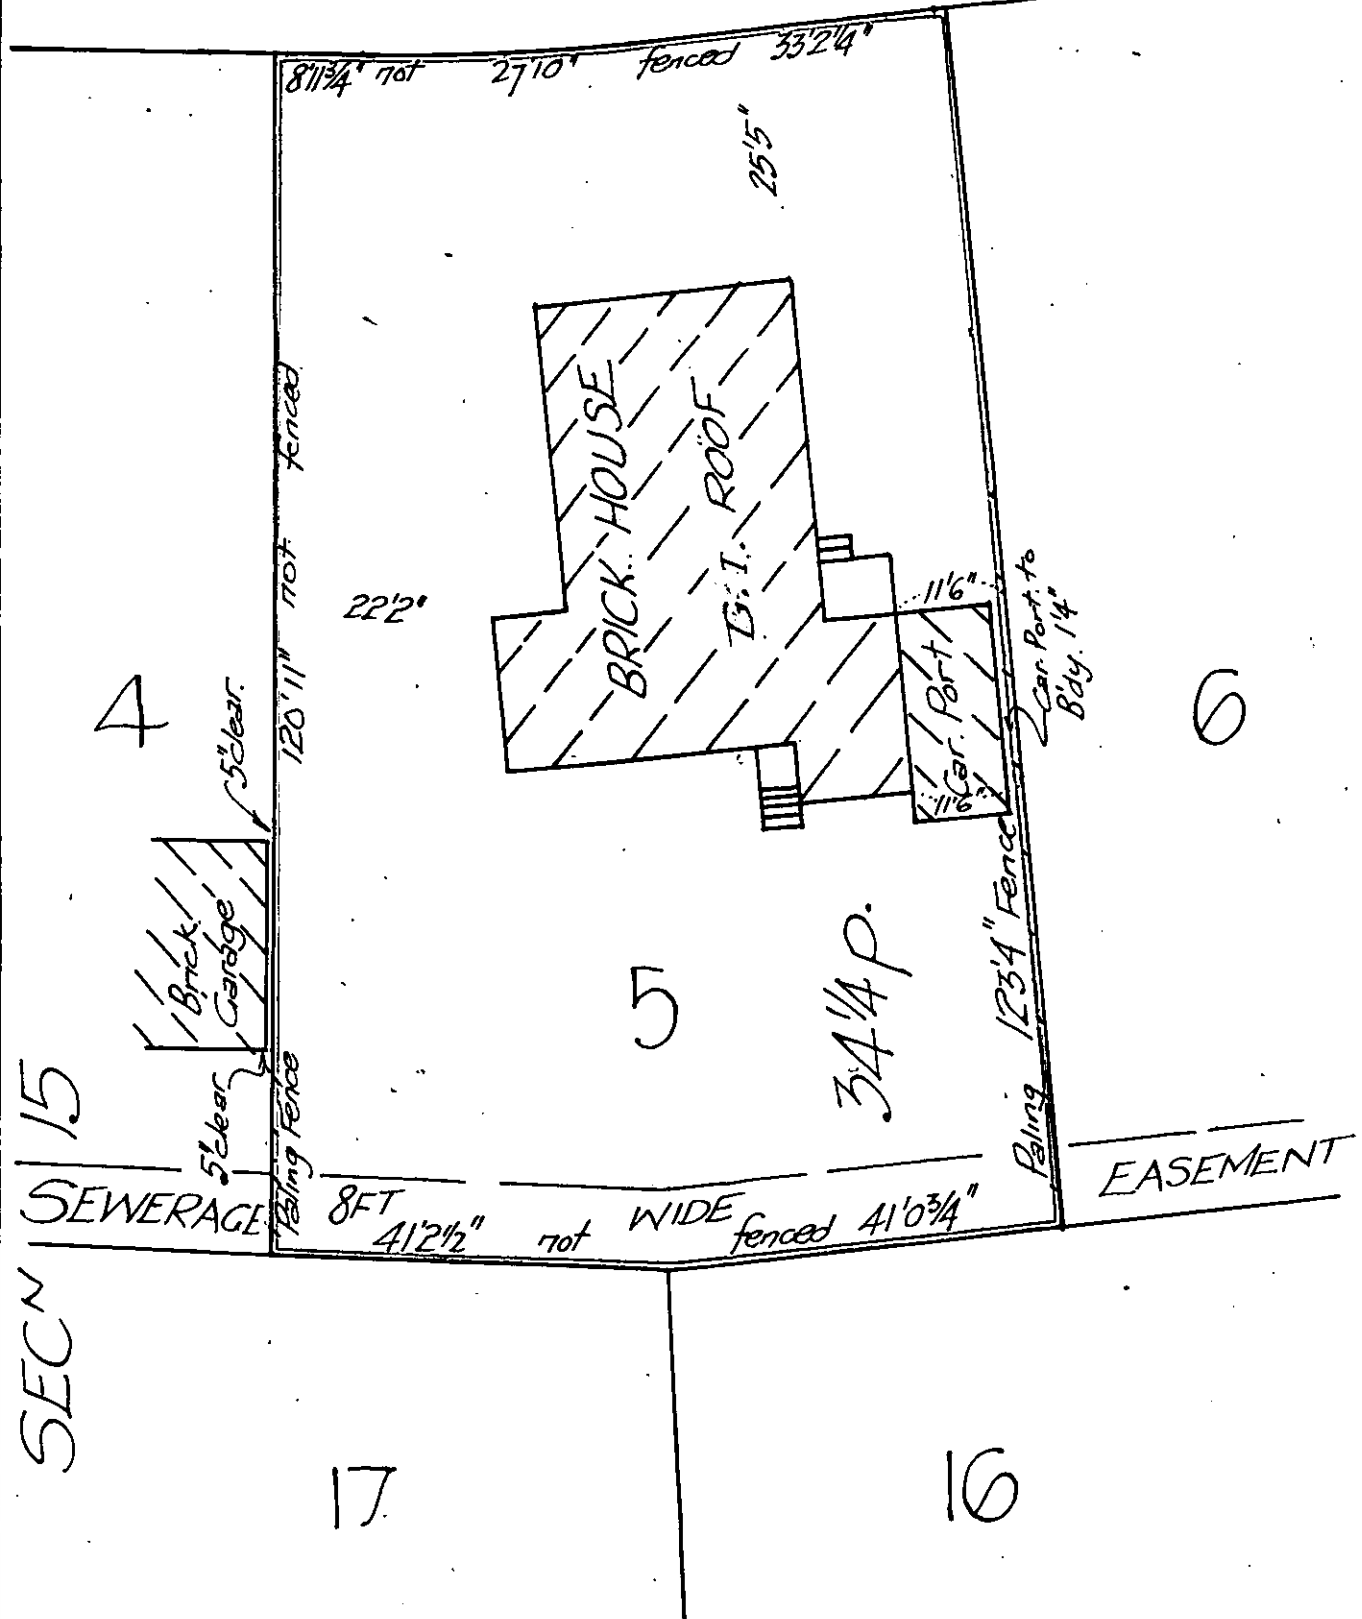 8'11¾" not 27'10" fenced 33'2¼"
25'5"
120'11" not fenced
22'2"
BRICK HOUSE
G.I. ROOF
11'6"
Car Port
11'6"
Car Port to
Bdy. 1'4"
4
6
5"clear.
Brick
Garage
5"clear
Paling Fence
5
34¼ p.
Paling 123'4" Fence
SECN 15
SEWERAGE 8FT WIDE EASEMENT
41'2½" not fenced 41'0¾"
17
16